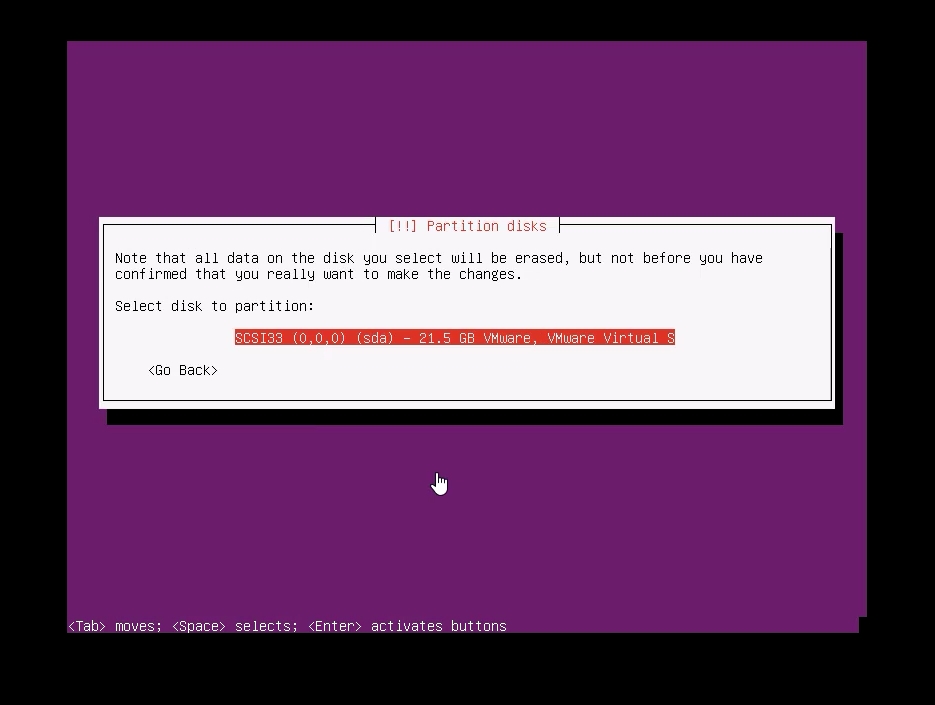 [!!] Partition disks
Note that all data on the disk you select will be erased, but not before you have
confirmed that you really want to make the changes.
Select disk to partition:
SCSI33 (0,0,0) (sda) - 21.5 GB VMware, VMware Virtual S
<Go Back>
<Tab> moves; <Space> selects; <Enter> activates buttons